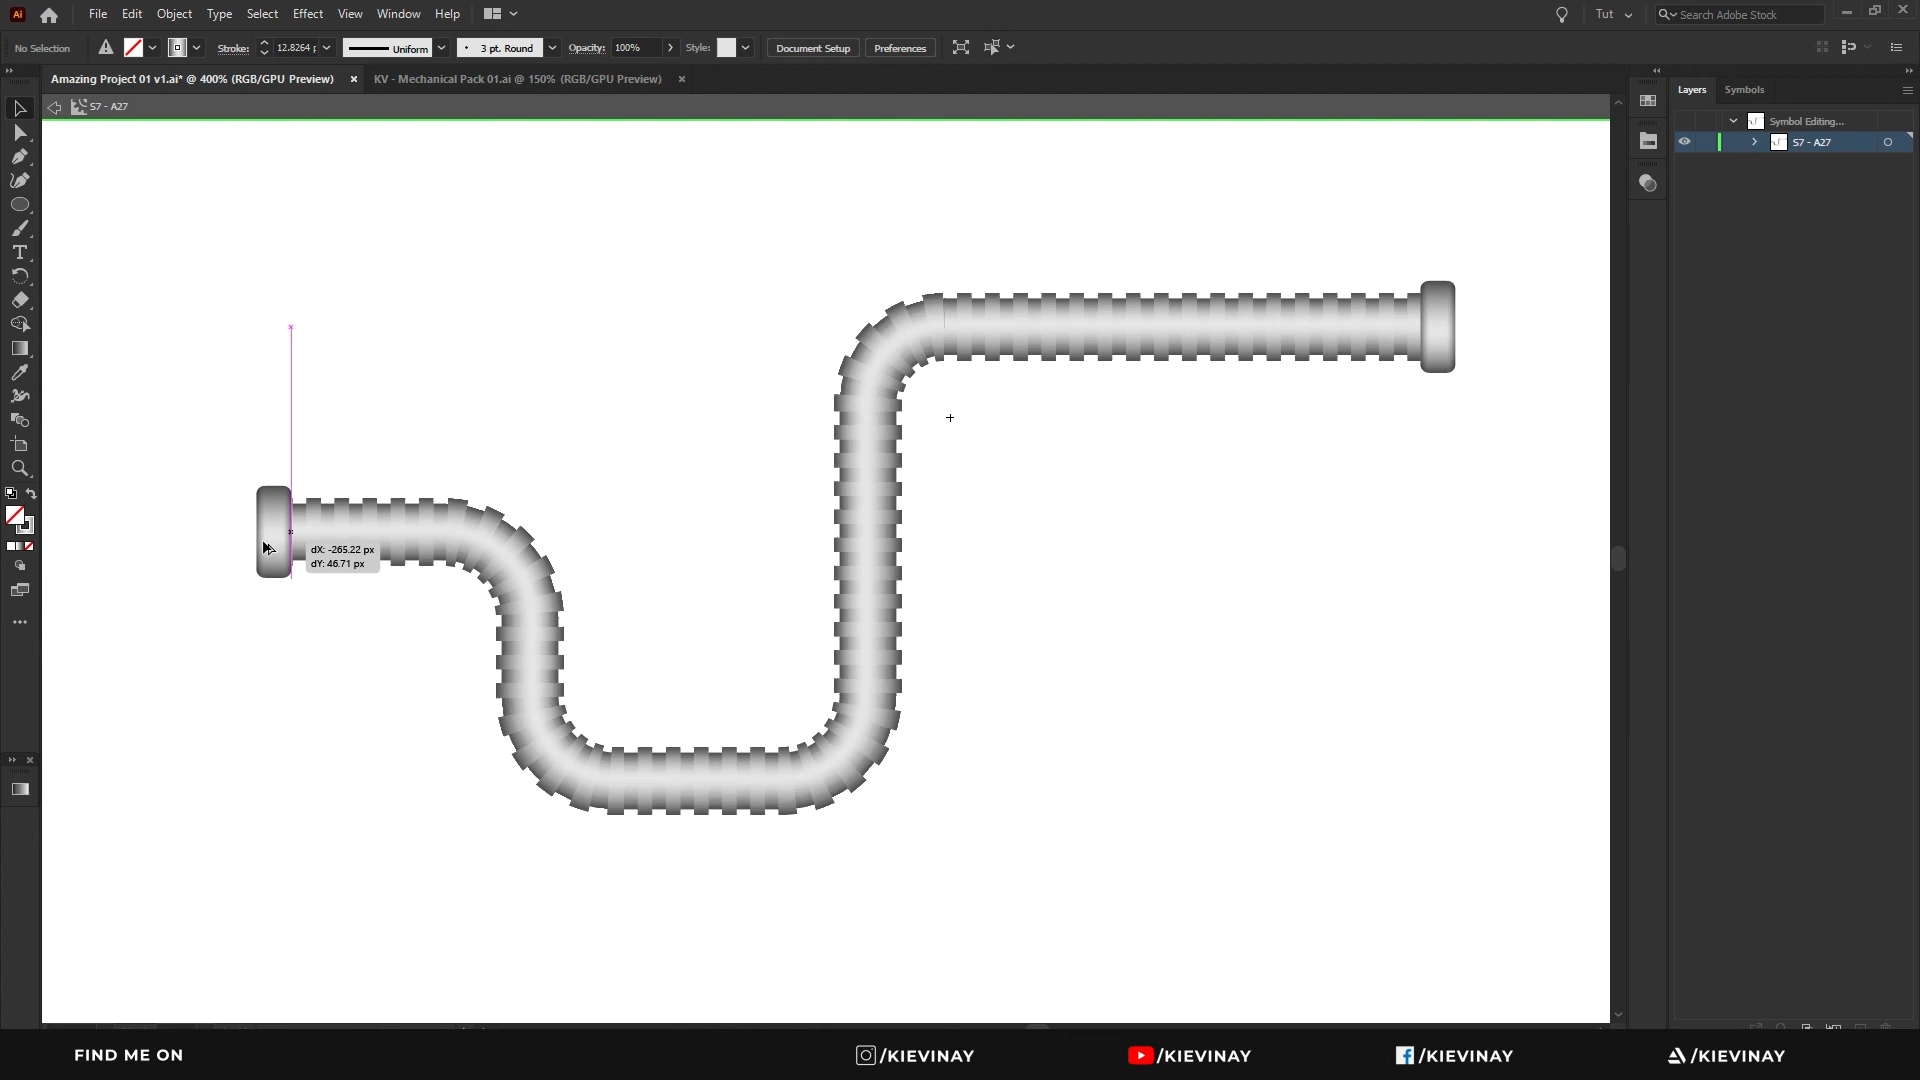 Ai
File Edit Object Type Select Effect View Window Help
Tut
Search Adobe Stock
No Selection
Stroke:
12.8264
Uniform
3 pt. Round
Opacity:
100%
Style:
Document Setup
Preferences
Amazing Project 01 v1.ai* @ 400% (RGB/GPU Preview)
KV - Mechanical Pack 01.ai @ 150% (RGB/GPU Preview)
S7 - A27
Layers
Symbols
Symbol Editing...
S7 - A27
dX: -265.22 px
dY: 46.71 px
FIND ME ON
/KIEVINAY
/KIEVINAY
/KIEVINAY
/KIEVINAY